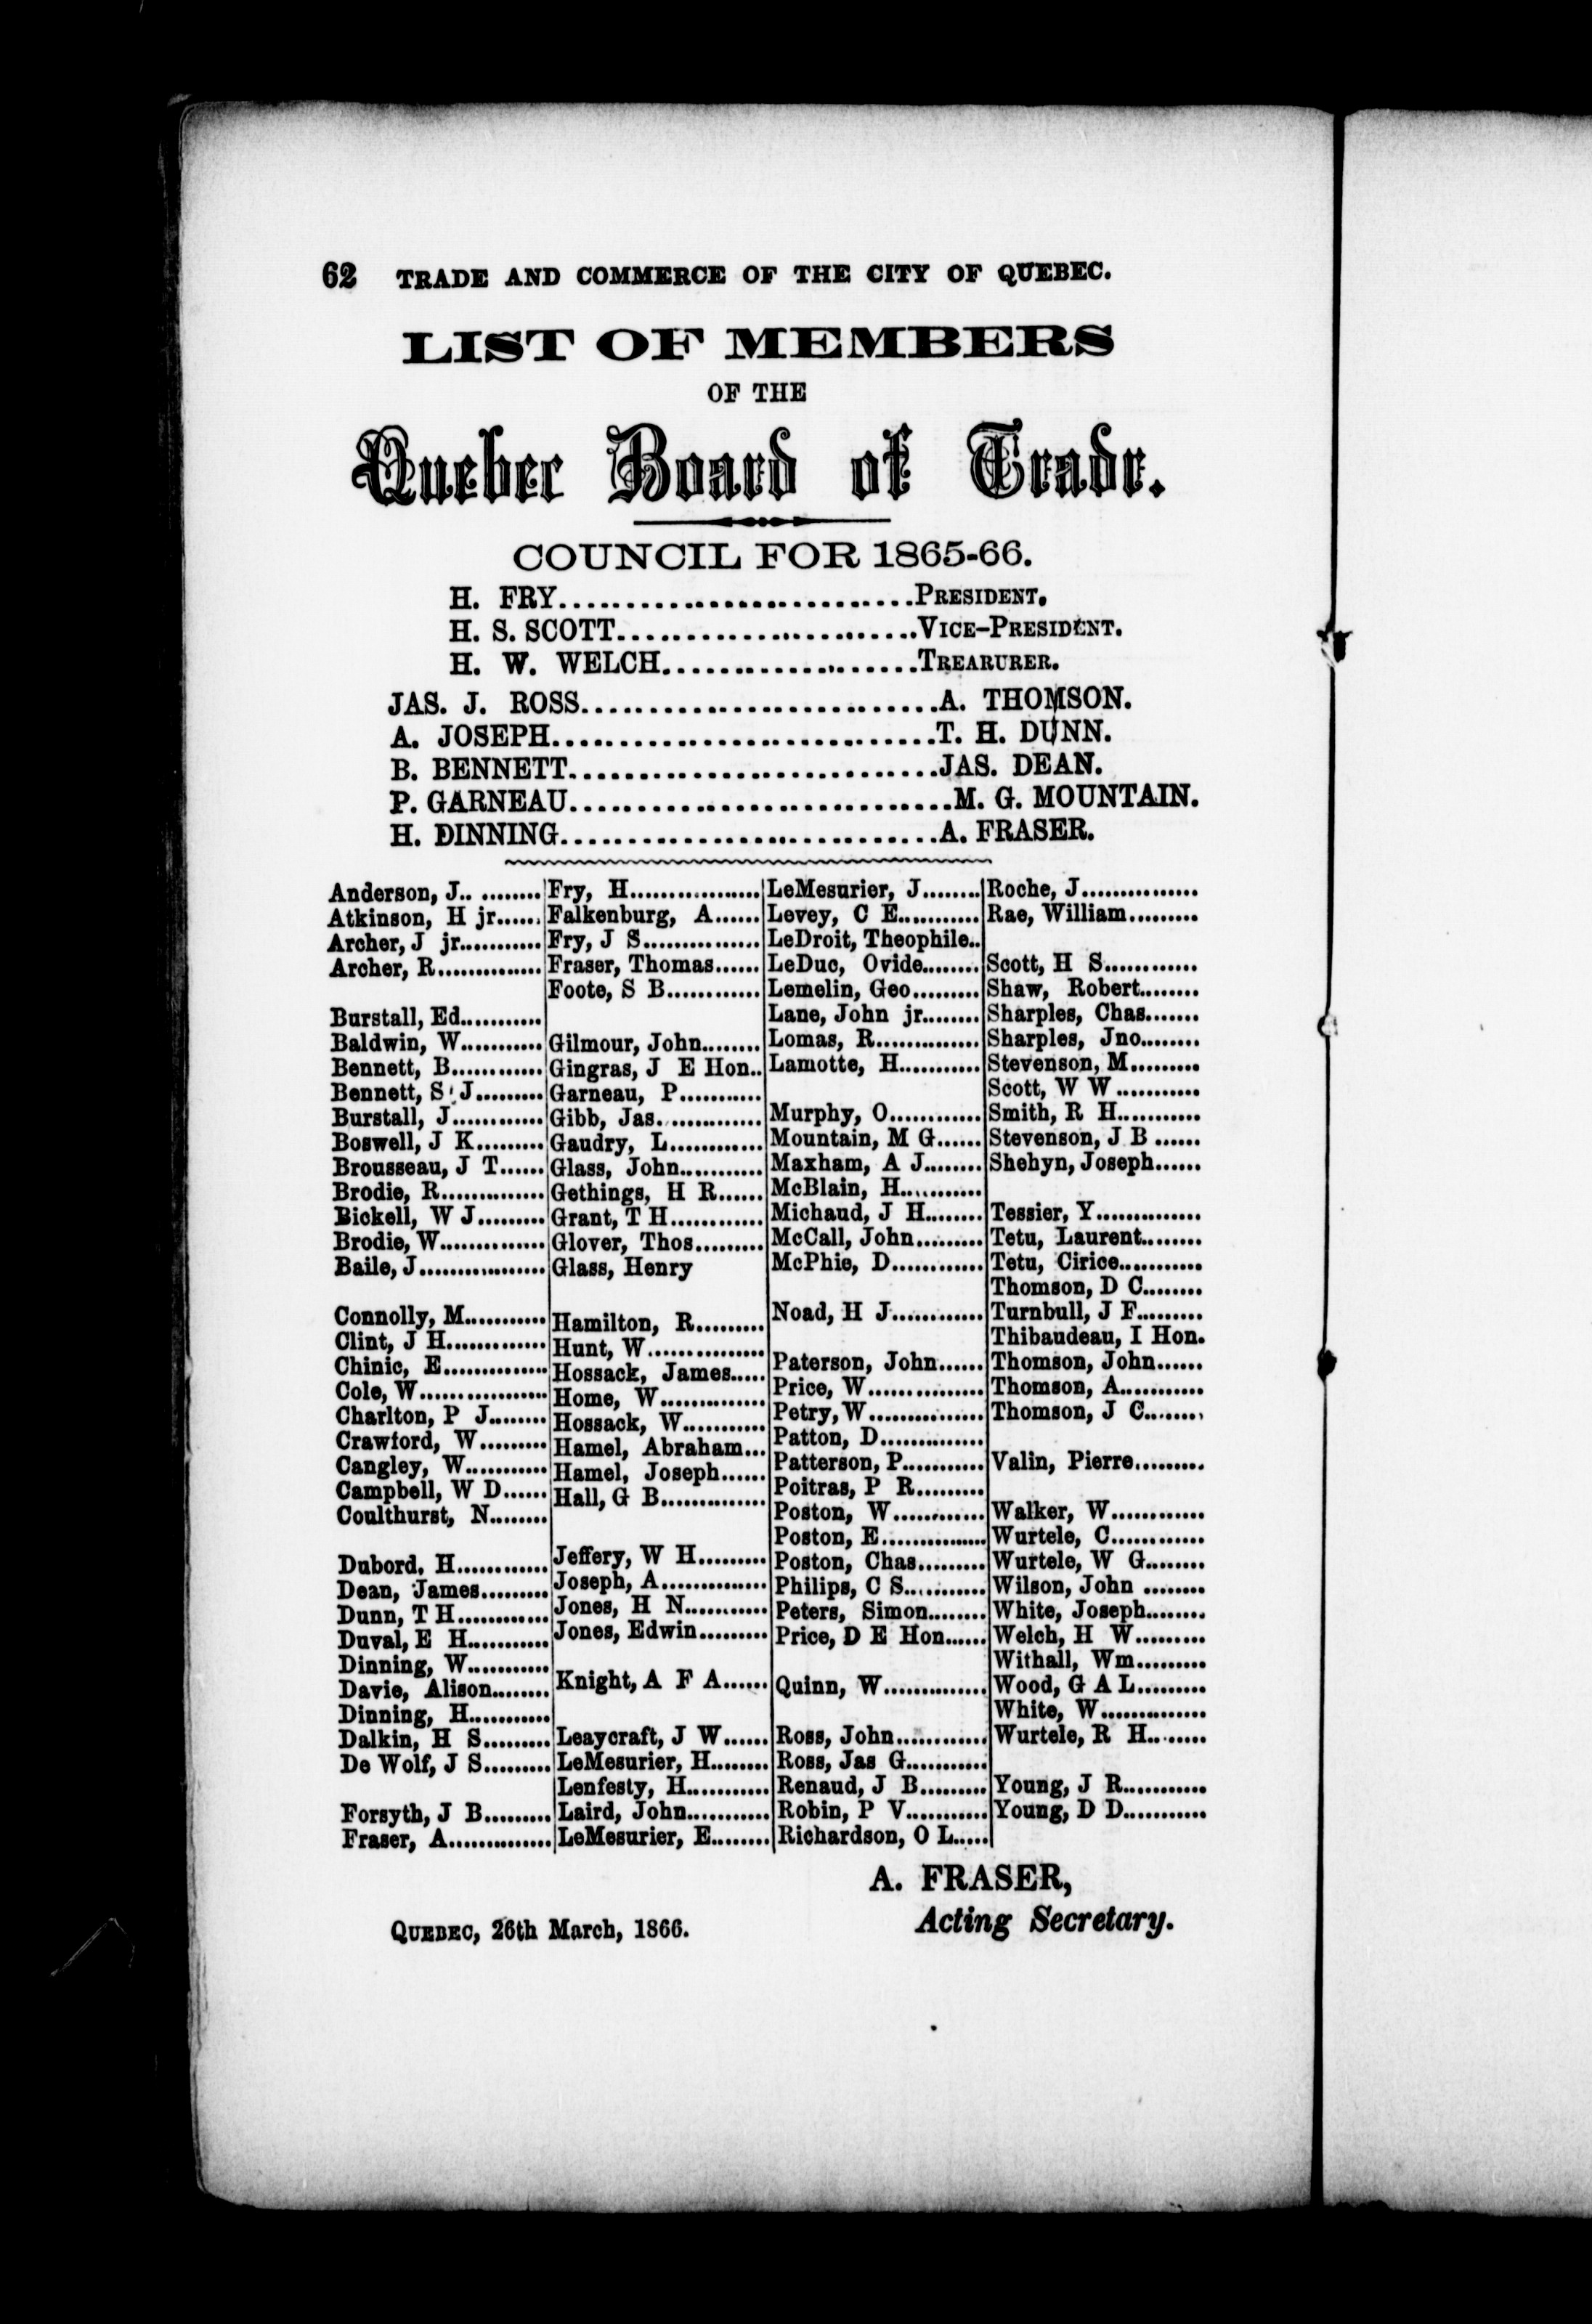 62 TRADE AND COMMERCE OF THE CITY OF QUEBEC.
LIST OF MEMBERS
OF THE
Quebec Board of Trade.
COUNCIL FOR 1865-66.
H. FRY...........................PRESIDENT.
H. S. SCOTT.......................VICE-PRESIDENT.
H. W. WELCH...................TREARURER.
JAS. J. ROSS...........................A. THOMSON.
A. JOSEPH.............................T. H. DUNN.
B. BENNETT............................JAS. DEAN.
P. GARNEAU.............................M. G. MOUNTAIN.
H. DINNING.............................A. FRASER.
Anderson, J.. ........
Atkinson, H jr......
Archer, J jr...........
Archer, R..............
Burstall, Ed...........
Baldwin, W...........
Bennett, B............
Bennett, S J.........
Burstall, J............
Boswell, J K.........
Brousseau, J T......
Brodie, R..............
Bickell, W J.........
Brodie, W..............
Baile, J.................
Connolly, M...........
Clint, J H.............
Chinic, E..............
Cole, W.................
Charlton, P J........
Crawford, W.........
Cangley, W...........
Campbell, W D......
Coulthurst, N........
Dubord, H............
Dean, James.........
Dunn, T H............
Duval, E H...........
Dinning, W...........
Davie, Alison........
Dinning, H...........
Dalkin, H S.........
De Wolf, J S.........
Forsyth, J B.........
Fraser, A..............
Fry, H.................
Falkenburg, A......
Fry, J S...............
Fraser, Thomas......
Foote, S B............
Gilmour, John........
Gingras, J E Hon..
Garneau, P...........
Gibb, Jas..............
Gaudry, L............
Glass, John...........
Gethings, H R......
Grant, T H............
Glover, Thos.........
Glass, Henry
Hamilton, R.........
Hunt, W...............
Hossack, James.....
Home, W..............
Hossack, W...........
Hamel, Abraham...
Hamel, Joseph......
Hall, G B..............
Jeffery, W H.........
Joseph, A..............
Jones, H N...........
Jones, Edwin.........
Knight, A F A......
Leaycraft, J W......
LeMesurier, H........
Lenfesty, H...........
Laird, John...........
LeMesurier, E........
LeMesurier, J........
Levey, C E...........
LeDroit, Theophile..
LeDuc, Ovide........
Lemelin, Geo.........
Lane, John jr........
Lomas, R..............
Lamotte, H...........
Murphy, O............
Mountain, M G......
Maxham, A J........
McBlain, H...........
Michaud, J H........
McCall, John.........
McPhie, D............
Noad, H J............
Paterson, John......
Price, W...............
Petry, W...............
Patton, D..............
Patterson, P...........
Poitras, P R.........
Poston, W............
Poston, E..............
Poston, Chas.........
Philips, C S...........
Peters, Simon........
Price, D E Hon......
Quinn, W..............
Ross, John............
Ross, Jas G...........
Renaud, J B.........
Robin, P V...........
Richardson, O L.....
Roche, J...............
Rae, William.........
Scott, H S............
Shaw, Robert........
Sharples, Chas.......
Sharples, Jno........
Stevenson, M.........
Scott, W W ...........
Smith, R H...........
Stevenson, J B ......
Shehyn, Joseph......
Tessier, Y..............
Tetu, Laurent........
Tetu, Cirice...........
Thomson, D C........
Turnbull, J F.........
Thibaudeau, I Hon.
Thomson, John......
Thomson, A...........
Thomson, J C........
Valin, Pierre.........
Walker, W............
Wurtele, C............
Wurtele, W G........
Wilson, John ........
White, Joseph........
Welch, H W.........
Withall, Wm.........
Wood, G A L.........
White, W..............
Wurtele, R H........
Young, J R...........
Young, D D...........
A. FRASER,
Acting Secretary.
QUEBEC, 26th March, 1866.